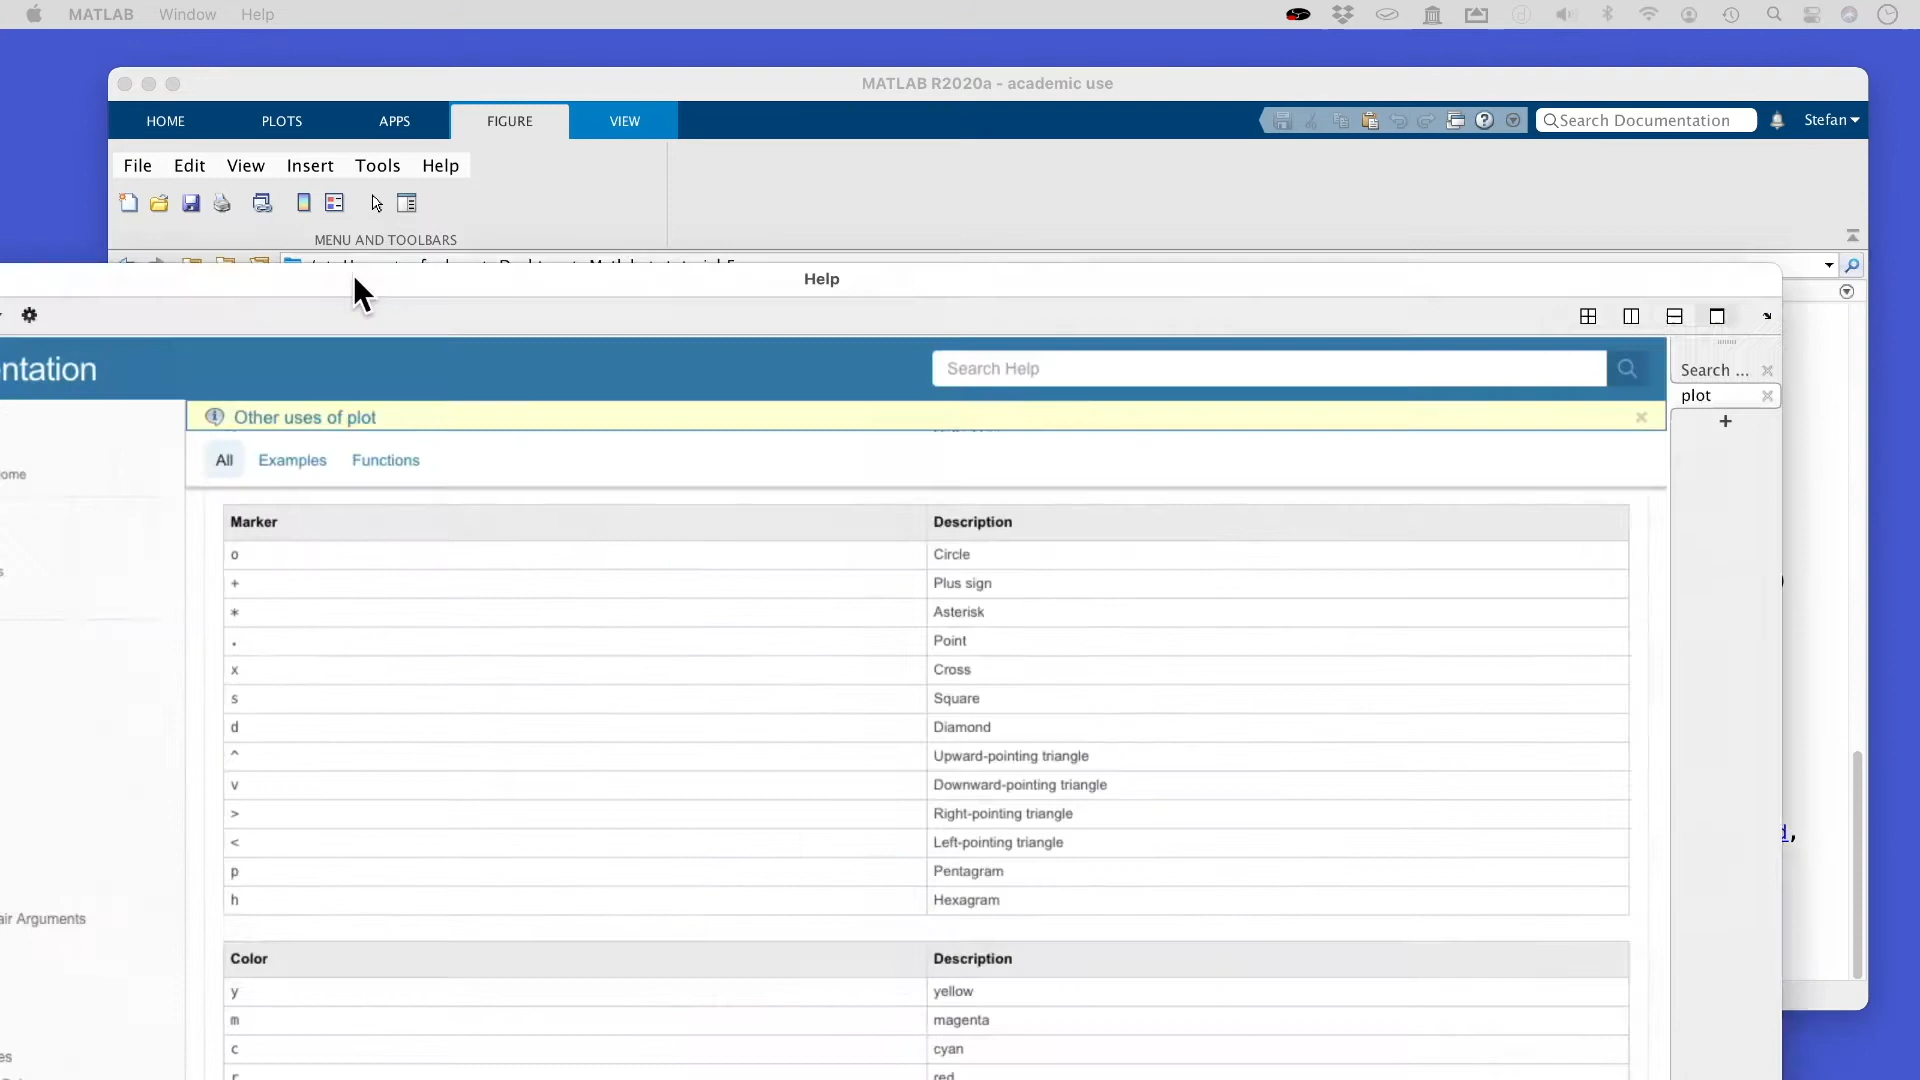 MATLAB Window Help
MATLAB R2020a - academic use
HOME PLOTS APPS FIGURE VIEW Search Documentation Stefan
File Edit View Insert Tools Help
MENU AND TOOLBARS
Help
ntation Search Help
Search ...
plot
+
Other uses of plot
All Examples Functions
ome
Marker Description
o Circle
+ Plus sign
* Asterisk
. Point
x Cross
s Square
d Diamond
^ Upward-pointing triangle
v Downward-pointing triangle
> Right-pointing triangle
< Left-pointing triangle
p Pentagram
h Hexagram
air Arguments
Color Description
y yellow
m magenta
c cyan
r red
es
d,